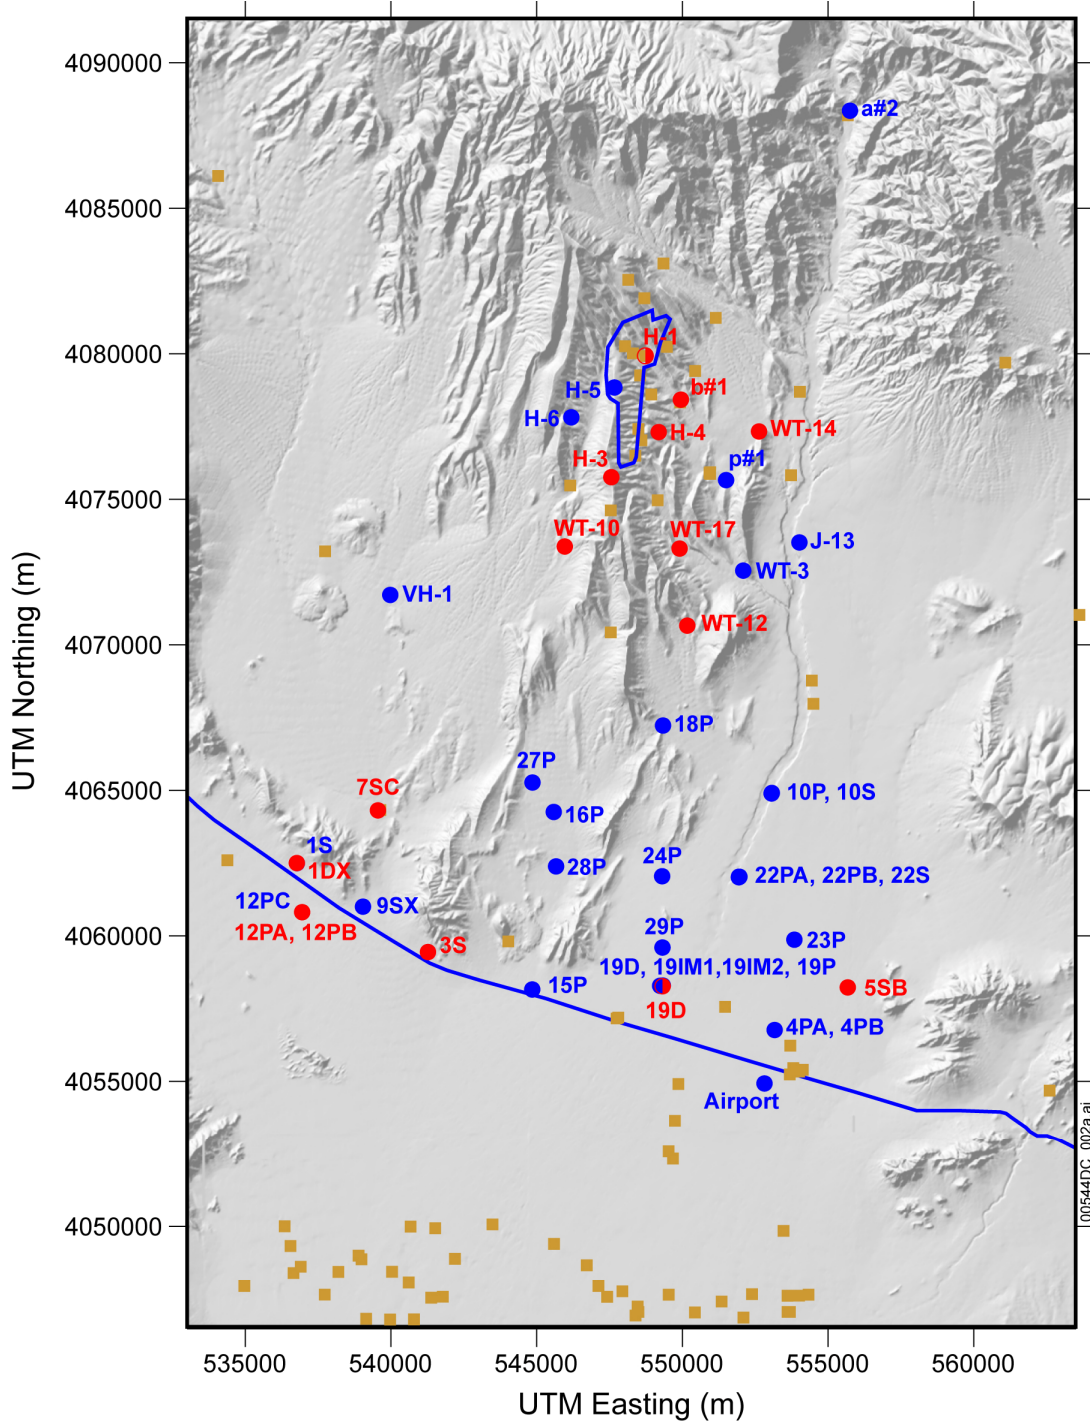 4090000
a#2
4085000
H-1
4080000
H-5
b#1
H-6
H-4
WT-14
H-3
p#1
4075000
WT-10
WT-17
J-13
WT-3
VH-1
WT-12
4070000
18P
27P
7SC
4065000
10P, 10S
16P
1S
24P
1DX
28P
22PA, 22PB, 22S
12PC
9SX
12PA, 12PB
29P
4060000
3S
23P
19D, 19IM1,19IM2, 19P
15P
5SB
19D
4PA, 4PB
4055000
Airport
4050000
00544DC_002a.ai
UTM Northing (m)
535000
540000
545000
550000
555000
560000
UTM Easting (m)